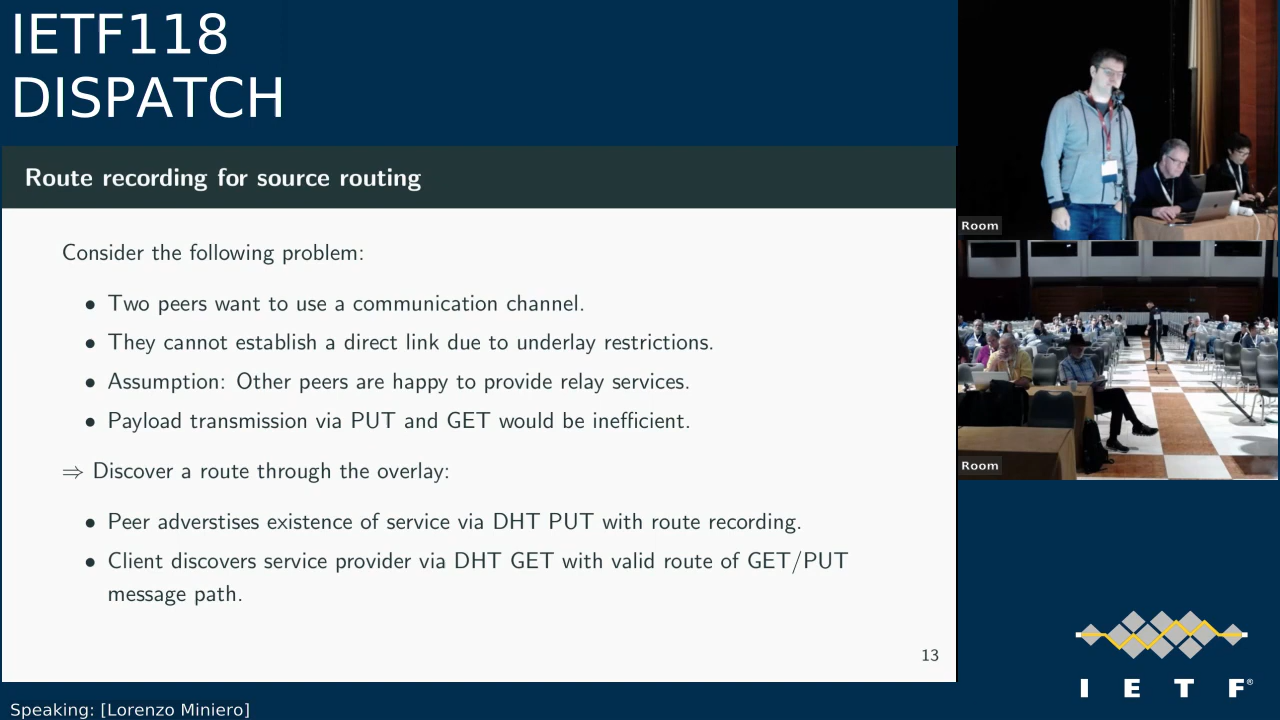 IETF118
DISPATCH
Route recording for source routing
Consider the following problem:
• Two peers want to use a communication channel.
• They cannot establish a direct link due to underlay restrictions.
• Assumption: Other peers are happy to provide relay services.
• Payload transmission via PUT and GET would be inefficient.
⇒ Discover a route through the overlay:
• Peer adverstises existence of service via DHT PUT with route recording.
• Client discovers service provider via DHT GET with valid route of GET/PUT
message path.
13
Speaking: [Lorenzo Miniero]
Room
Room
I E T F®